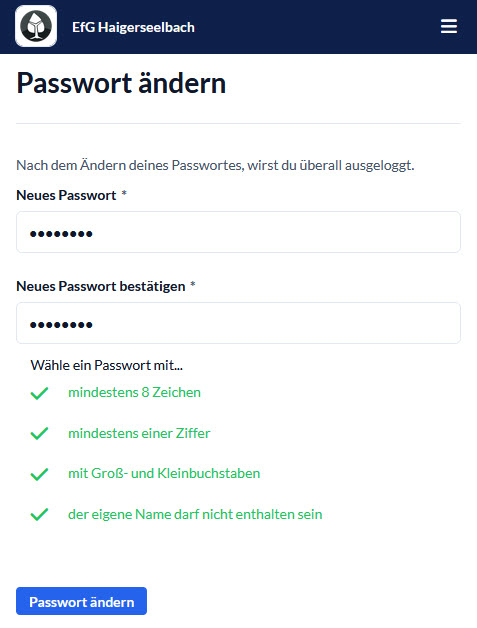 EfG Haigerseelbach
Passwort ändern
Nach dem Ändern deines Passwortes, wirst du überall ausgeloggt.
Neues Passwort *
••••••••
Neues Passwort bestätigen *
••••••••
Wähle ein Passwort mit...
mindestens 8 Zeichen
mindestens einer Ziffer
mit Groß- und Kleinbuchstaben
der eigene Name darf nicht enthalten sein
Passwort ändern